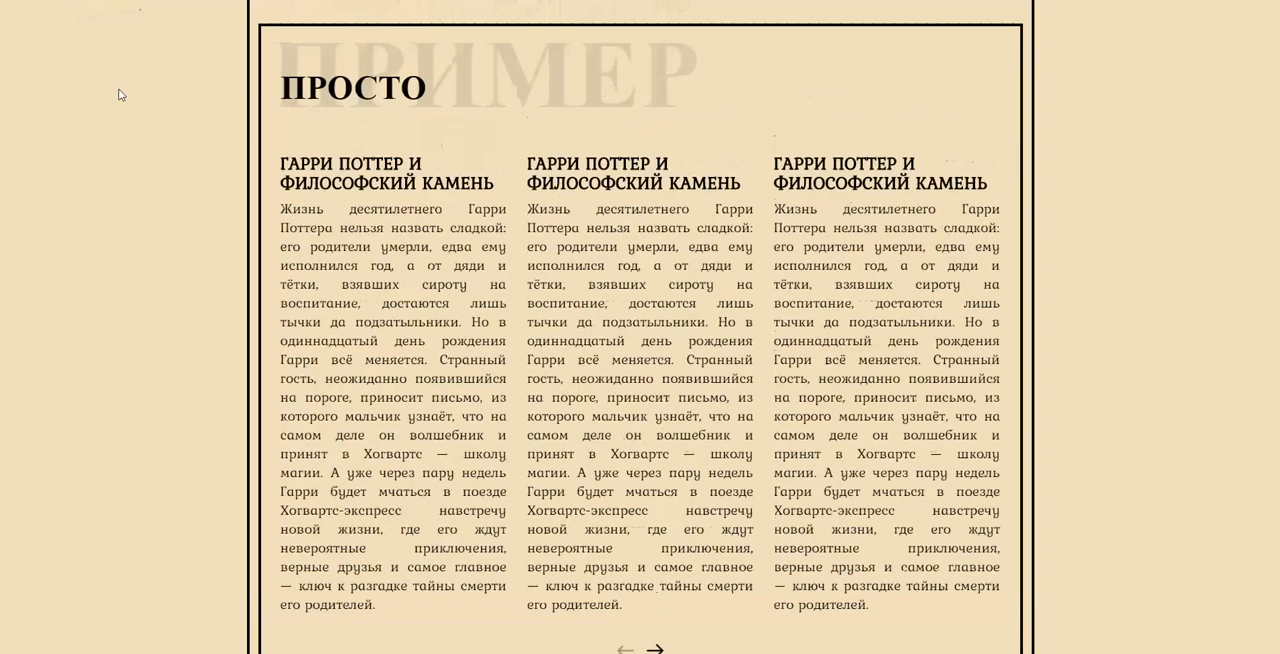 ПРИМЕР
ПРОСТО
ГАРРИ ПОТТЕР И
ФИЛОСОФСКИЙ КАМЕНЬ
Жизнь десятилетнего Гарри
Поттера нельзя назвать сладкой:
его родители умерли, едва ему
исполнился год, а от дяди и
тётки, взявших сироту на
воспитание, достаются лишь
тычки да подзатыльники. Но в
одиннадцатый день рождения
Гарри всё меняется. Странный
гость, неожиданно появившийся
на пороге, приносит письмо, из
которого мальчик узнаёт, что на
самом деле он волшебник и
принят в Хогвартс — школу
магии. А уже через пару недель
Гарри будет мчаться в поезде
Хогвартс-экспресс навстречу
новой жизни, где его ждут
невероятные приключения,
верные друзья и самое главное
— ключ к разгадке тайны смерти
его родителей.
ГАРРИ ПОТТЕР И
ФИЛОСОФСКИЙ КАМЕНЬ
Жизнь десятилетнего Гарри
Поттера нельзя назвать сладкой:
его родители умерли, едва ему
исполнился год, а от дяди и
тётки, взявших сироту на
воспитание, достаются лишь
тычки да подзатыльники. Но в
одиннадцатый день рождения
Гарри всё меняется. Странный
гость, неожиданно появившийся
на пороге, приносит письмо, из
которого мальчик узнаёт, что на
самом деле он волшебник и
принят в Хогвартс — школу
магии. А уже через пару недель
Гарри будет мчаться в поезде
Хогвартс-экспресс навстречу
новой жизни, где его ждут
невероятные приключения,
верные друзья и самое главное
— ключ к разгадке тайны смерти
его родителей.
ГАРРИ ПОТТЕР И
ФИЛОСОФСКИЙ КАМЕНЬ
Жизнь десятилетнего Гарри
Поттера нельзя назвать сладкой:
его родители умерли, едва ему
исполнился год, а от дяди и
тётки, взявших сироту на
воспитание, достаются лишь
тычки да подзатыльники. Но в
одиннадцатый день рождения
Гарри всё меняется. Странный
гость, неожиданно появившийся
на пороге, приносит письмо, из
которого мальчик узнаёт, что на
самом деле он волшебник и
принят в Хогвартс — школу
магии. А уже через пару недель
Гарри будет мчаться в поезде
Хогвартс-экспресс навстречу
новой жизни, где его ждут
невероятные приключения,
верные друзья и самое главное
— ключ к разгадке тайны смерти
его родителей.